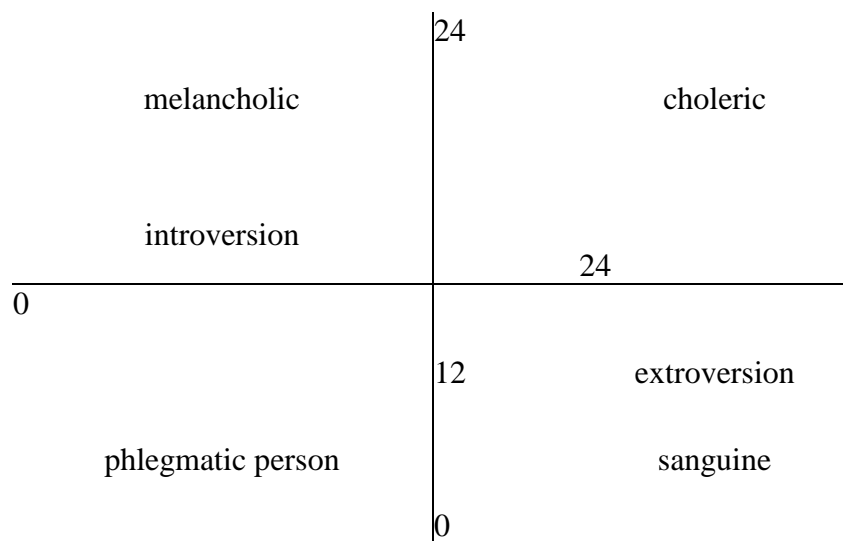 24
melancholic choleric
introversion
24
0
12 extroversion
phlegmatic person sanguine
0